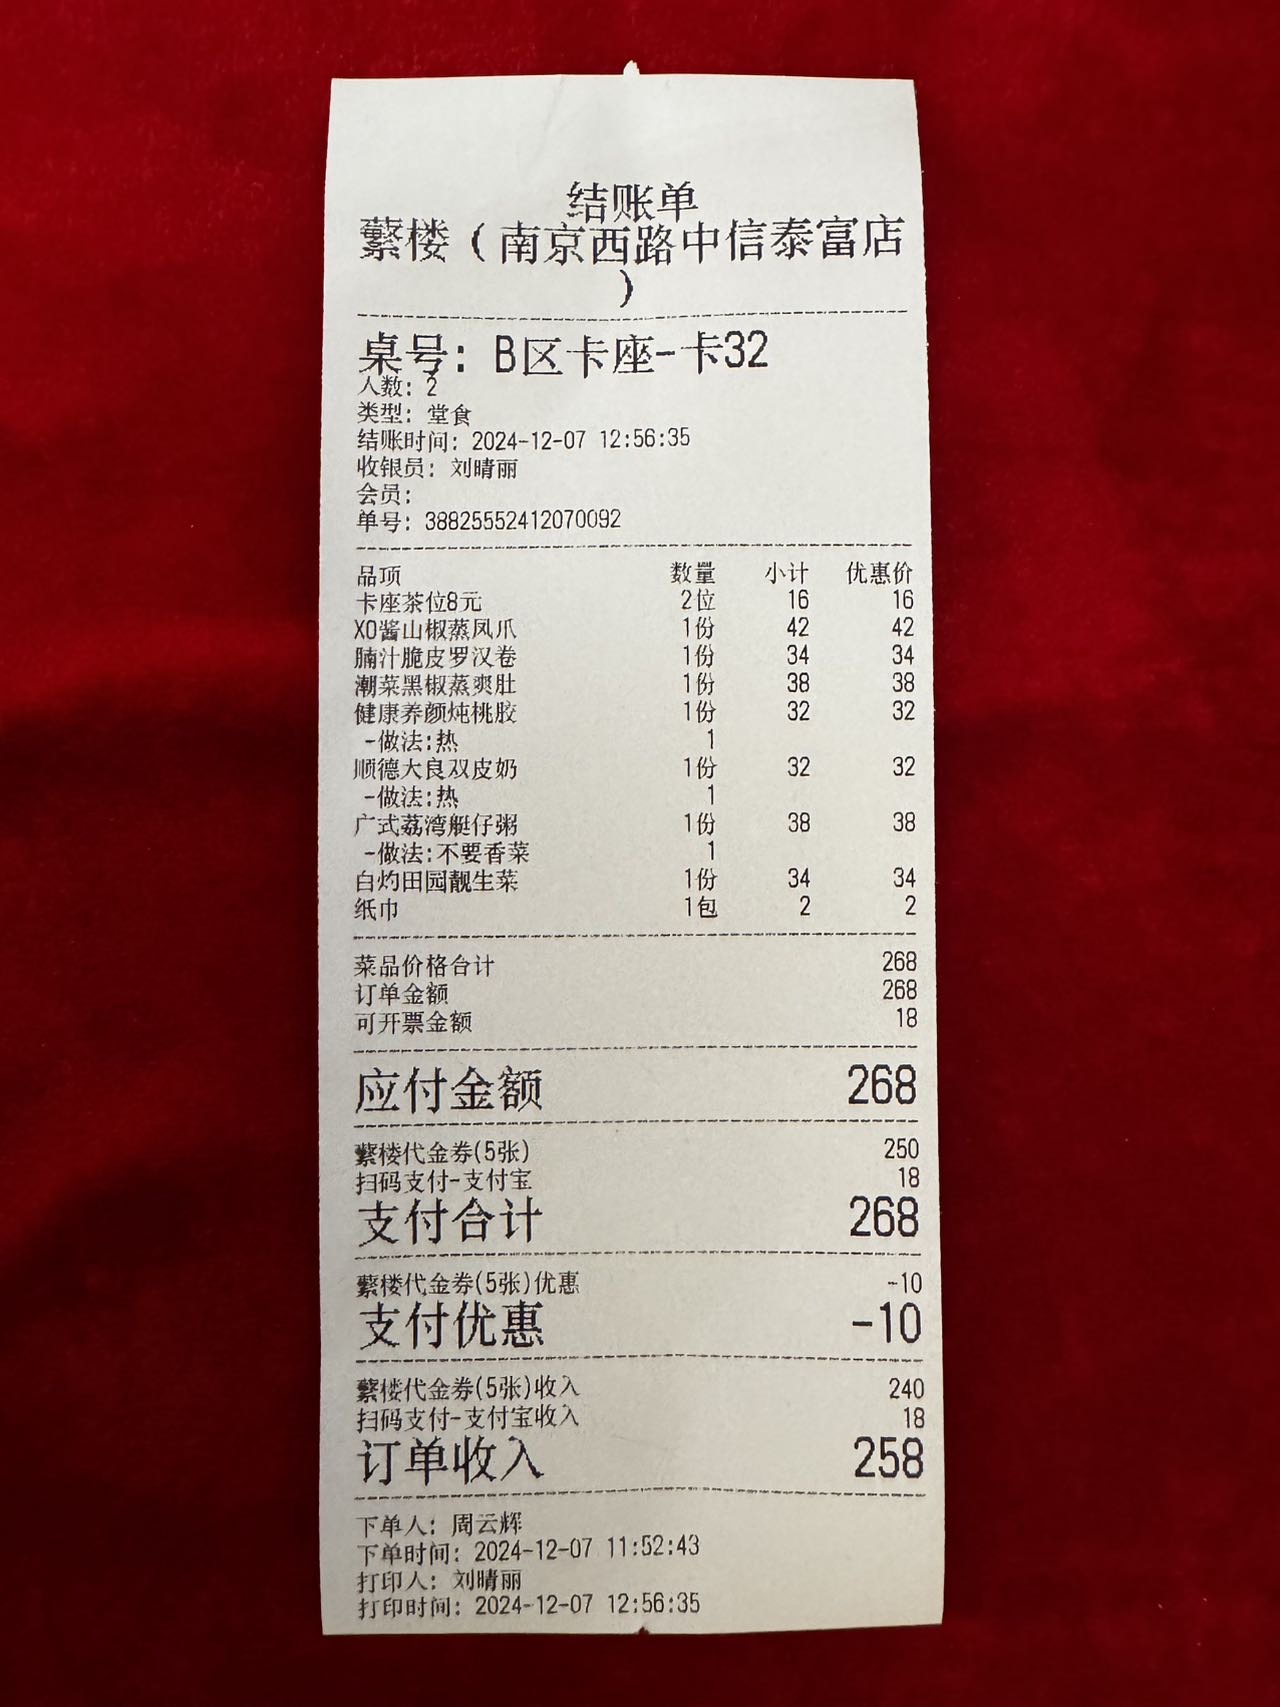 结账单
蘩楼（南京西路中信泰富店
）
桌号: B区卡座-卡32
人数: 2
类型: 堂食
结账时间: 2024-12-07 12:56:35
收银员: 刘晴丽
会员:
单号: 38825552412070092
品项 数量 小计 优惠价
卡座茶位8元 2位 16 16
XO酱山椒蒸凤爪 1份 42 42
腩汁脆皮罗汉卷 1份 34 34
潮菜黑椒蒸爽肚 1份 38 38
健康养颜炖桃胶 1份 32 32
-做法:热 1
顺德大良双皮奶 1份 32 32
-做法:热 1
广式荔湾艇仔粥 1份 38 38
-做法:不要香菜 1
白灼田园靓生菜 1份 34 34
纸巾 1包 2 2
菜品价格合计 268
订单金额 268
可开票金额 18
应付金额 268
蘩楼代金券(5张) 250
扫码支付-支付宝 18
支付合计 268
蘩楼代金券(5张)优惠 -10
支付优惠 -10
蘩楼代金券(5张)收入 240
扫码支付-支付宝收入 18
订单收入 258
下单人: 周云辉
下单时间: 2024-12-07 11:52:43
打印人: 刘晴丽
打印时间: 2024-12-07 12:56:35